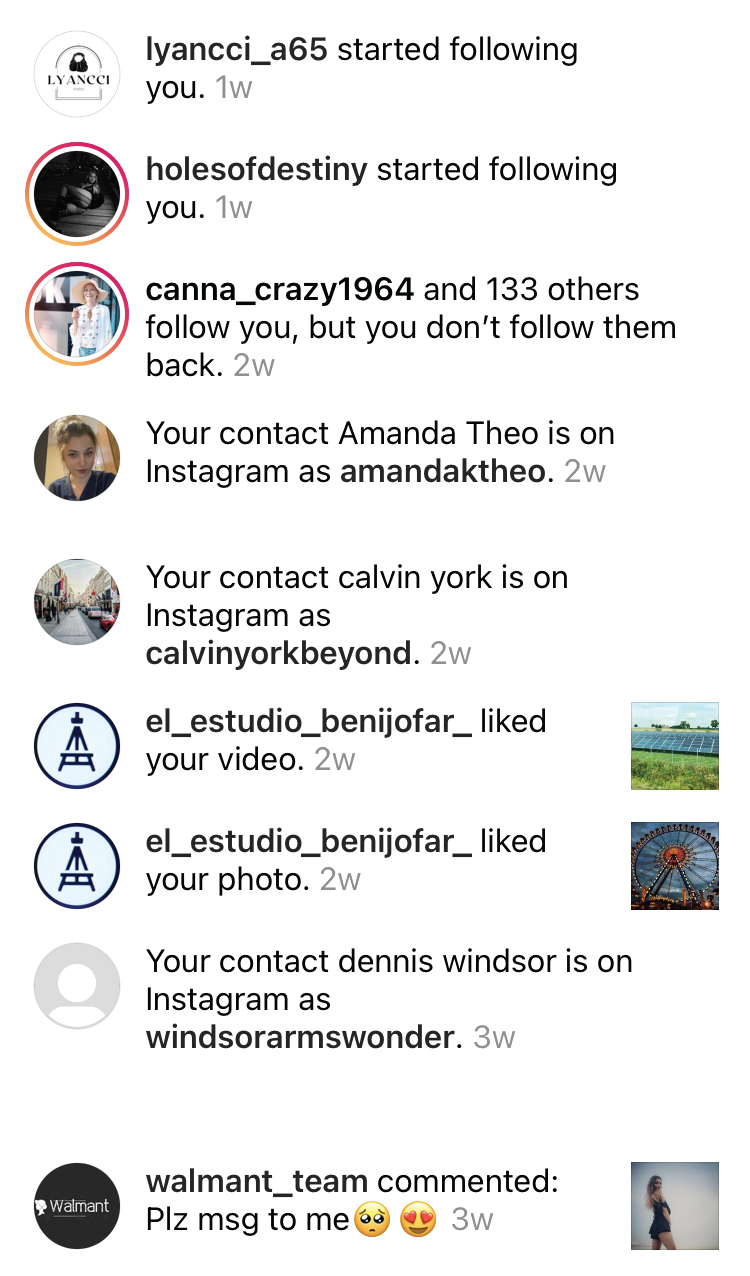 LYANCCI
lyancci_a65 started following
you. 1w
holesofdestiny started following
you. 1w
canna_crazy1964 and 133 others
follow you, but you don’t follow them
back. 2w
Your contact Amanda Theo is on
Instagram as amandaktheo. 2w
Your contact calvin york is on
Instagram as
calvinyorkbeyond. 2w
el_estudio_benijofar_ liked
your video. 2w
el_estudio_benijofar_ liked
your photo. 2w
Your contact dennis windsor is on
Instagram as
windsorarmswonder. 3w
Walmant
walmant_team commented:
Plz msg to me🥺 😍 3w